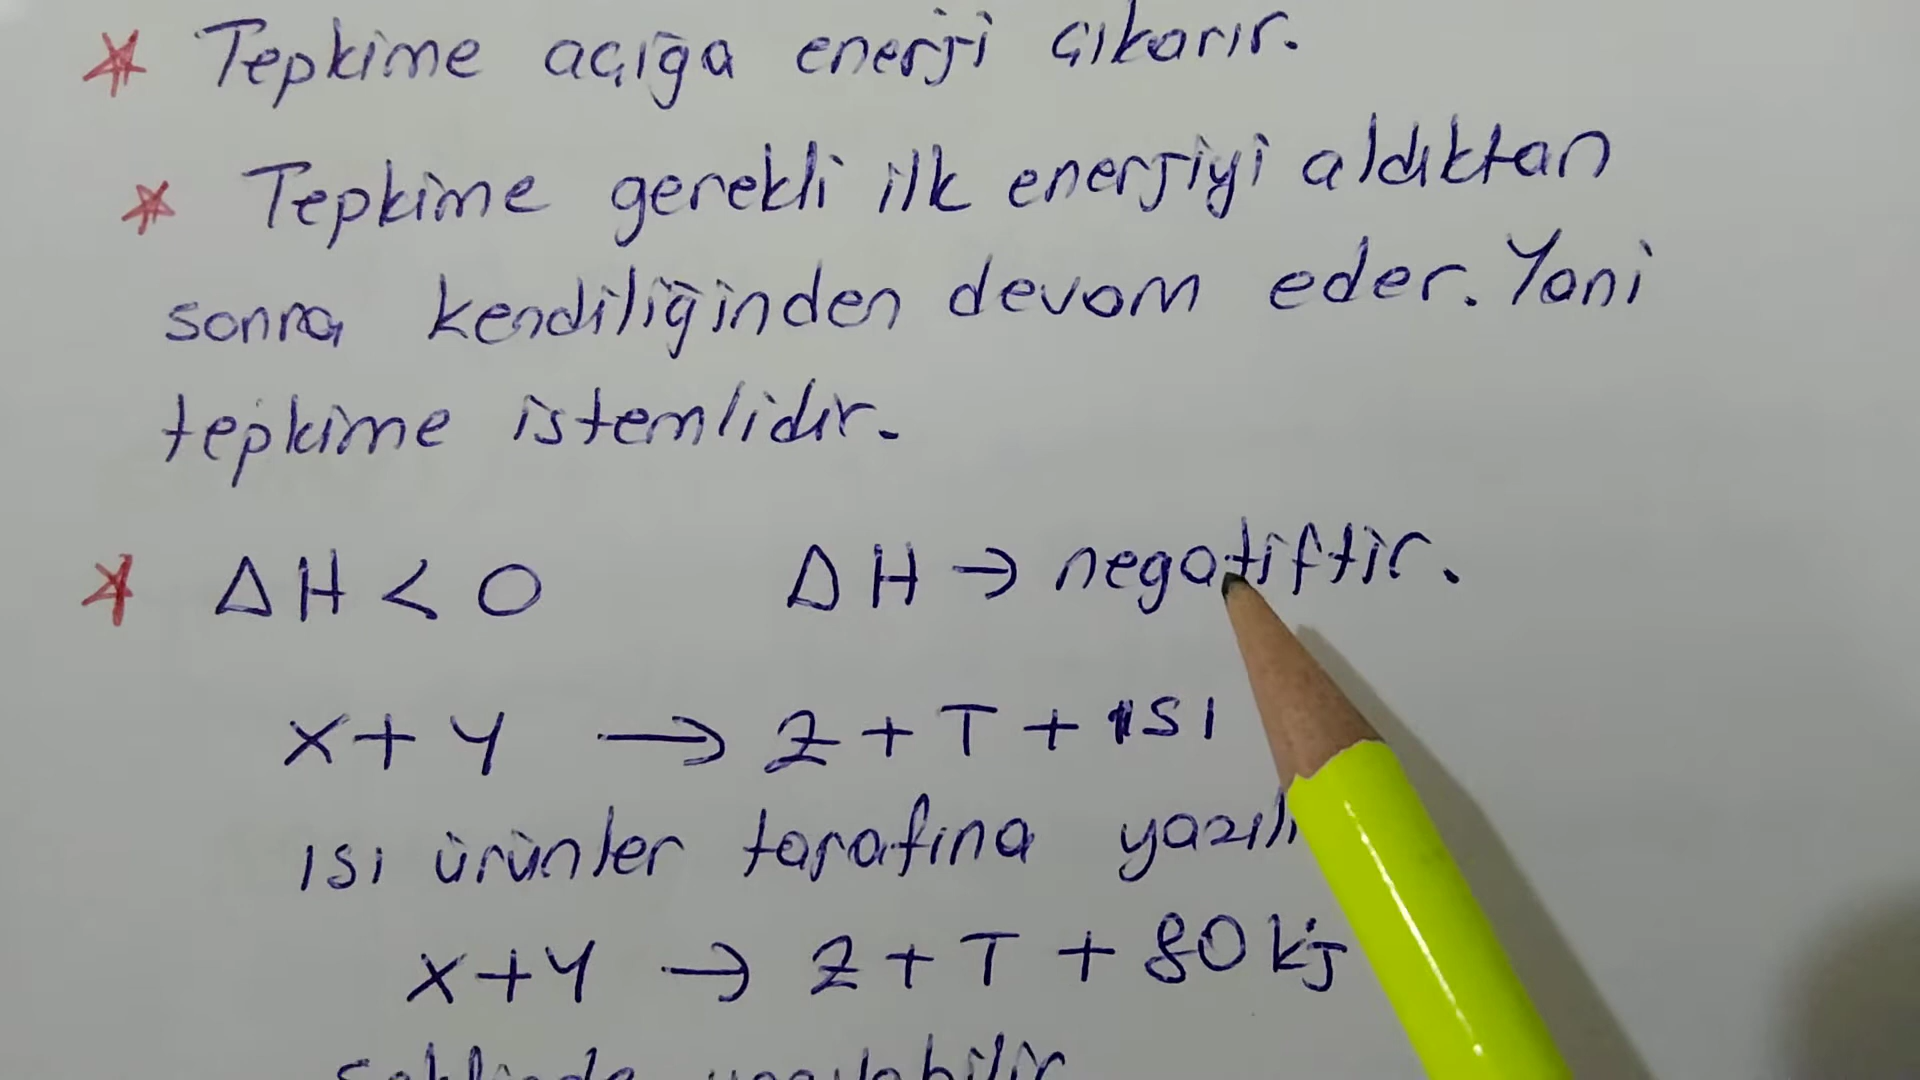 * Tepkime açığa enerji çıkarır.
* Tepkime gerekli ilk enerjiyi aldıktan
sonra kendiliğinden devam eder. Yani
tepkime istemlidir.
* ΔH < 0 ΔH → negatiftir.
X + Y → Z + T + ısı
ısı ürünler tarafına
X + Y → Z + T + 80 kj